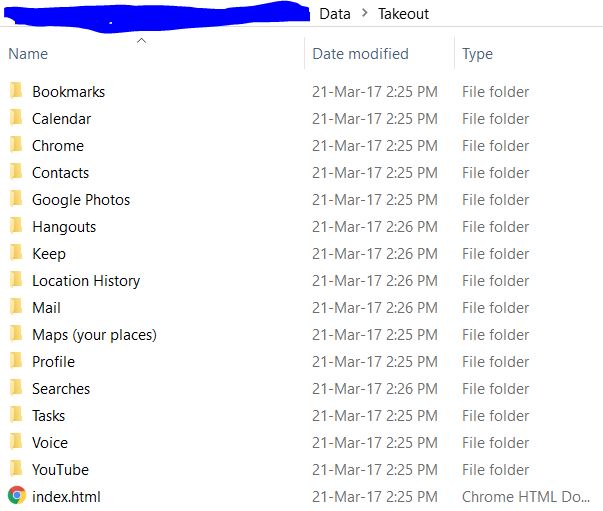 Data > Takeout
Name Date modified Type
Bookmarks 21-Mar-17 2:25 PM File folder
Calendar 21-Mar-17 2:25 PM File folder
Chrome 21-Mar-17 2:25 PM File folder
Contacts 21-Mar-17 2:25 PM File folder
Google Photos 21-Mar-17 2:25 PM File folder
Hangouts 21-Mar-17 2:26 PM File folder
Keep 21-Mar-17 2:26 PM File folder
Location History 21-Mar-17 2:26 PM File folder
Mail 21-Mar-17 2:26 PM File folder
Maps (your places) 21-Mar-17 2:25 PM File folder
Profile 21-Mar-17 2:25 PM File folder
Searches 21-Mar-17 2:26 PM File folder
Tasks 21-Mar-17 2:25 PM File folder
Voice 21-Mar-17 2:25 PM File folder
YouTube 21-Mar-17 2:25 PM File folder
index.html 21-Mar-17 2:25 PM Chrome HTML Do...